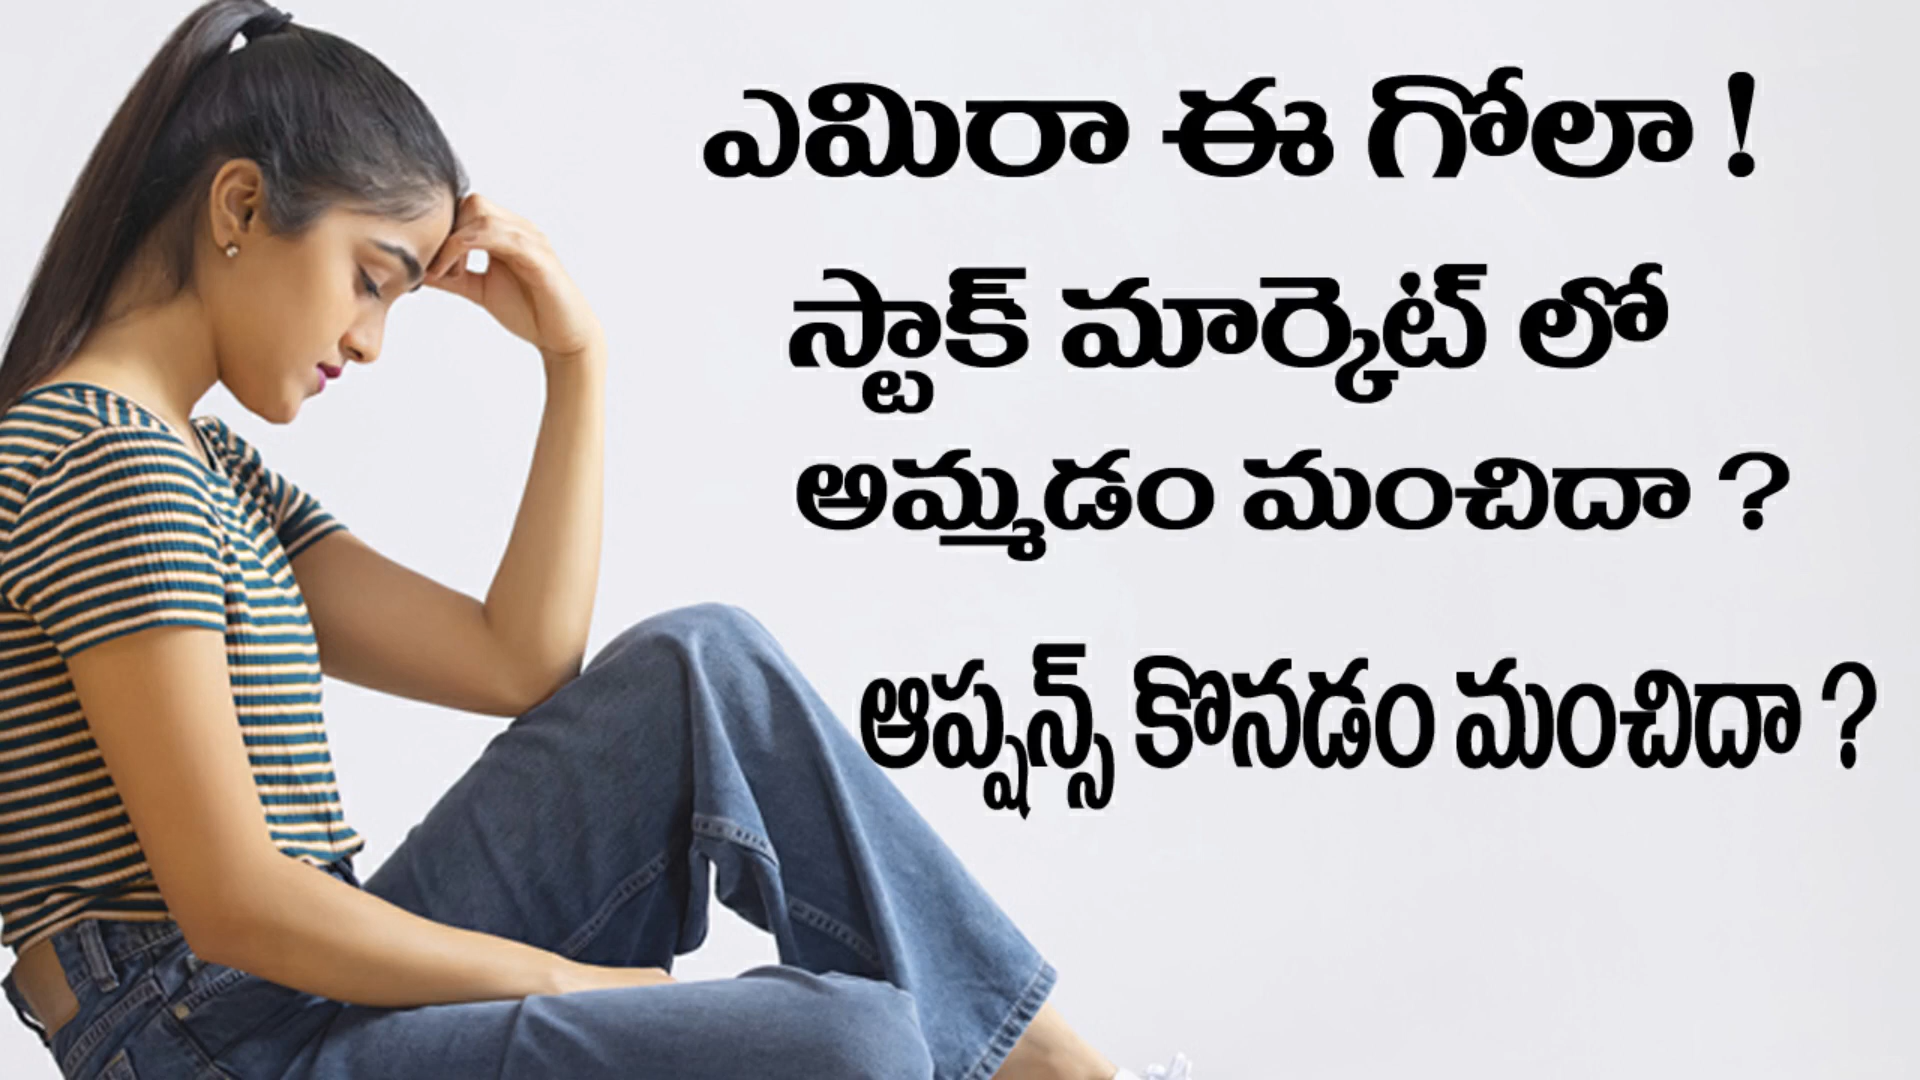 ఎమిరా ఈ గోలా !
స్టాక్ మార్కెట్ లో
అమ్మడం మంచిదా ?
ఆప్షన్స్ కొనడం మంచిదా ?